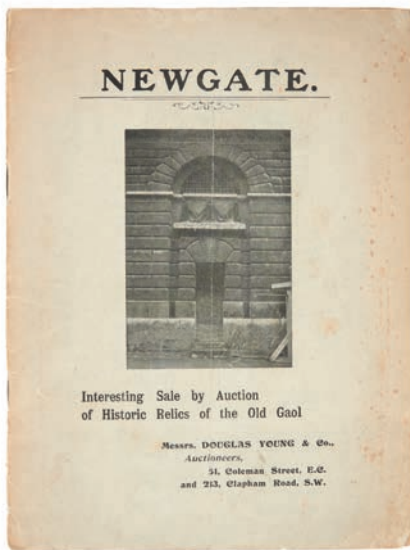 NEWGATE.
Interesting Sale by Auction
of Historic Relics of the Old Gaol
Messrs. DOUGLAS YOUNG & Co.,
Auctioneers,
51, Coleman Street, E.C.
and 213, Clapham Road, S.W.